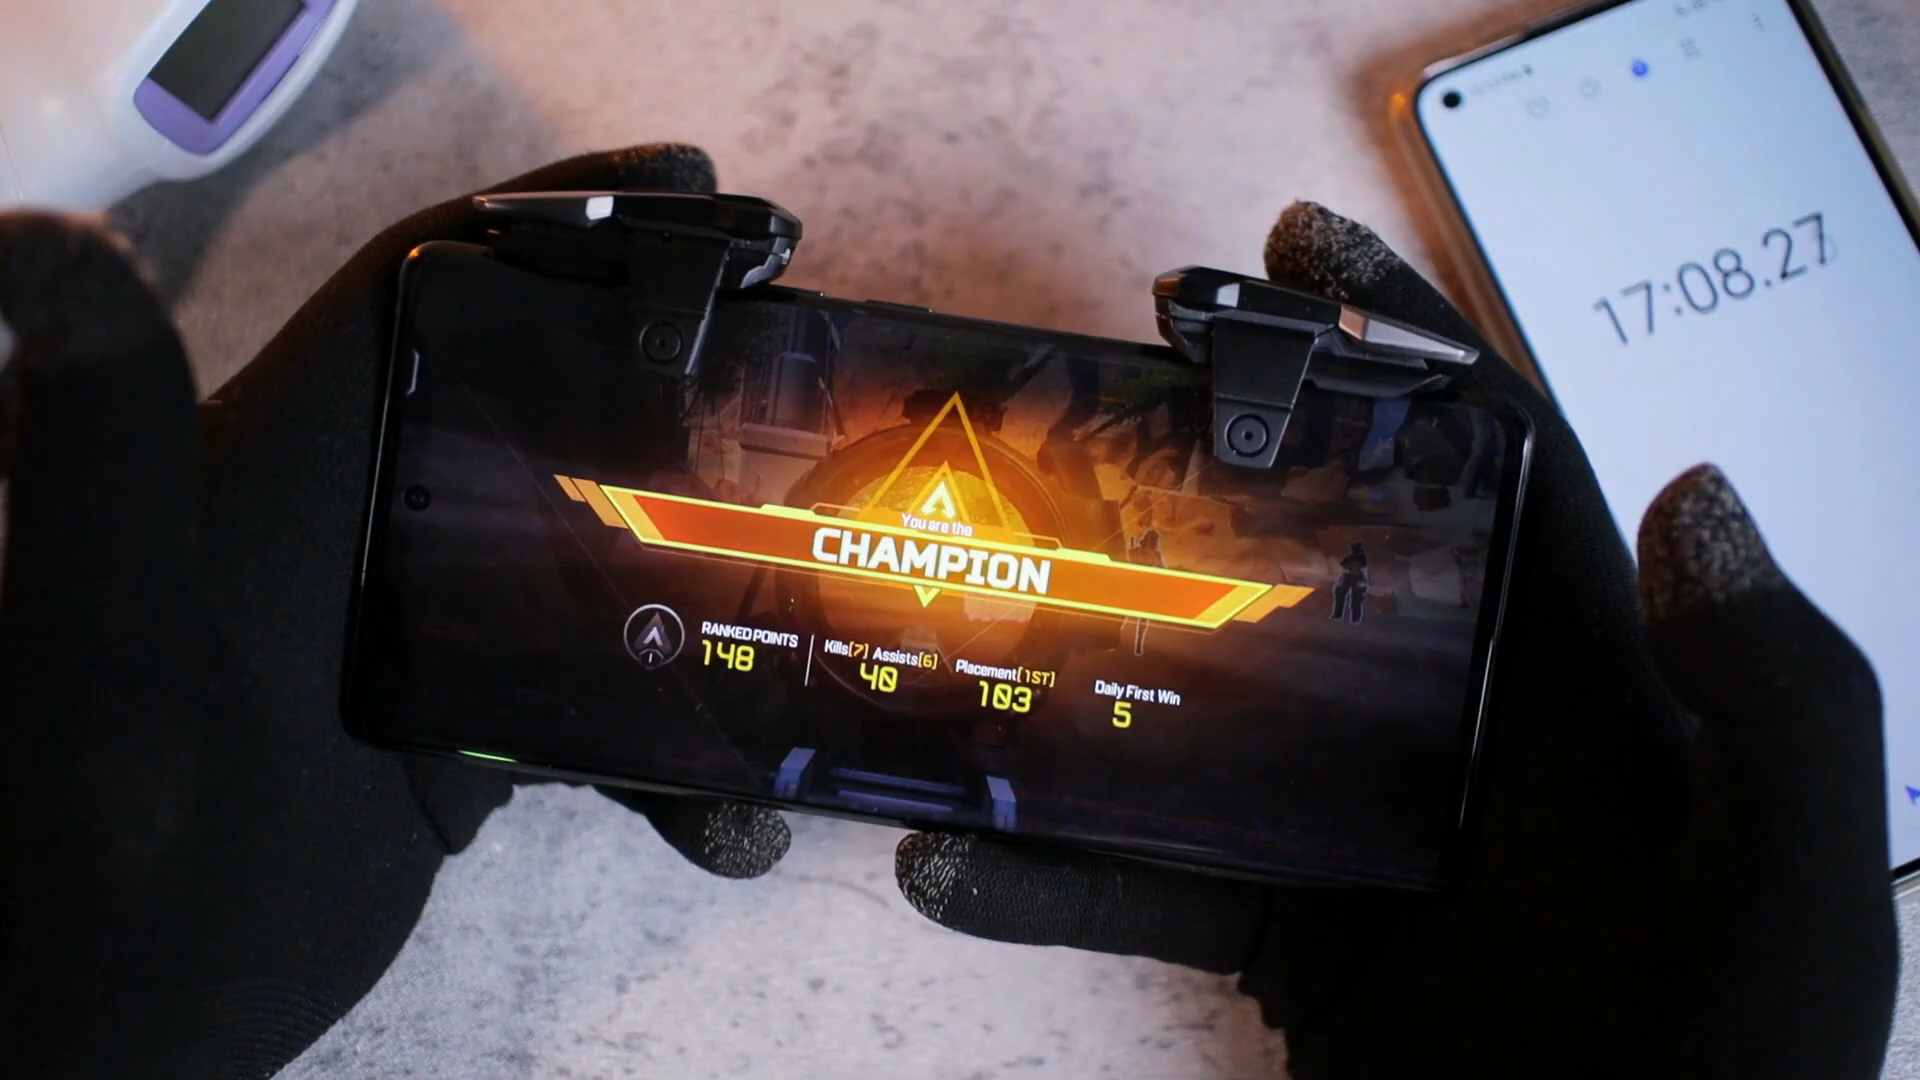 17:08.27
You are the
CHAMPION
RANKED POINTS
148
Kills[7] Assists[6]
40
Placement[1ST]
103
Daily First Win
5